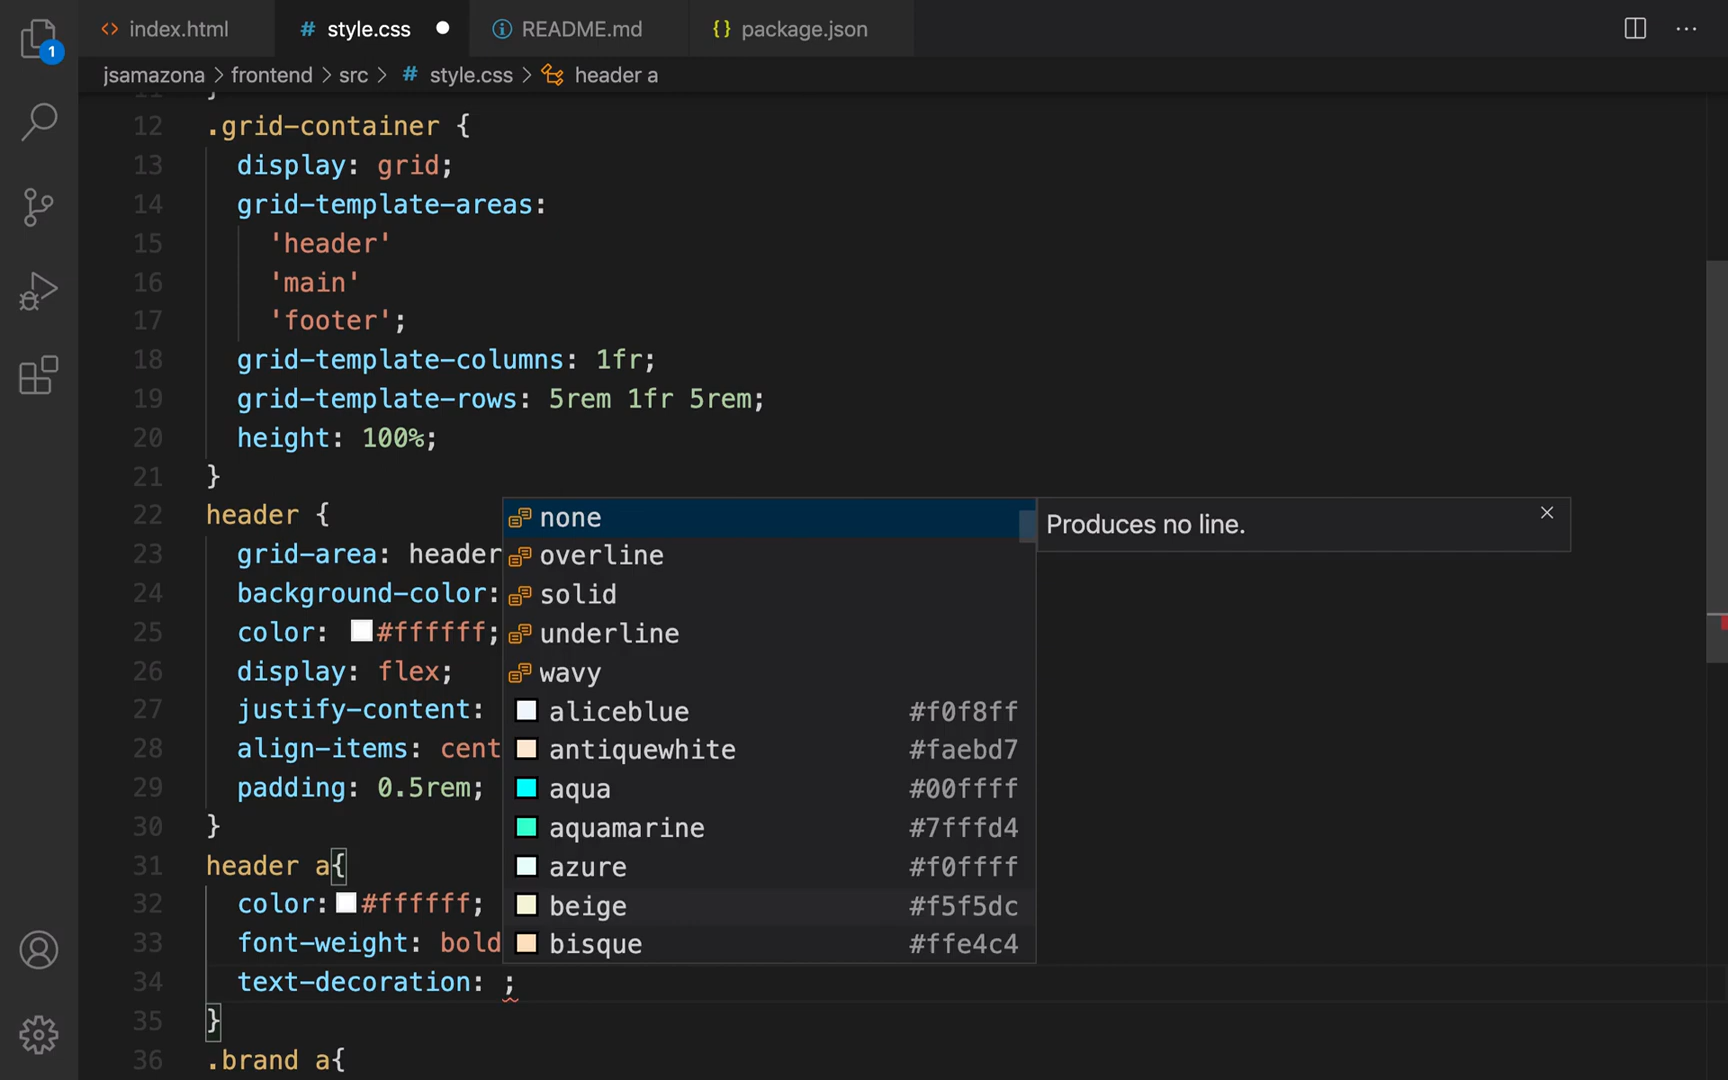 index.html
style.css
README.md
{} package.json
1
jsamazona > frontend > src > # style.css > header a
11 }
12 .grid-container {
13 display: grid;
14 grid-template-areas:
15 'header'
16 'main'
17 'footer';
18 grid-template-columns: 1fr;
19 grid-template-rows: 5rem 1fr 5rem;
20 height: 100%;
21 }
22 header {
23 grid-area: header
24 background-color:
25 color: #ffffff;
26 display: flex;
27 justify-content:
28 align-items: cent
29 padding: 0.5rem;
30 }
31 header a{
32 color: #ffffff;
33 font-weight: bold
34 text-decoration: ;
35 }
36 .brand a{
none
overline
solid
underline
wavy
aliceblue #f0f8ff
antiquewhite #faebd7
aqua #00ffff
aquamarine #7fffd4
azure #f0ffff
beige #f5f5dc
bisque #ffe4c4
Produces no line.